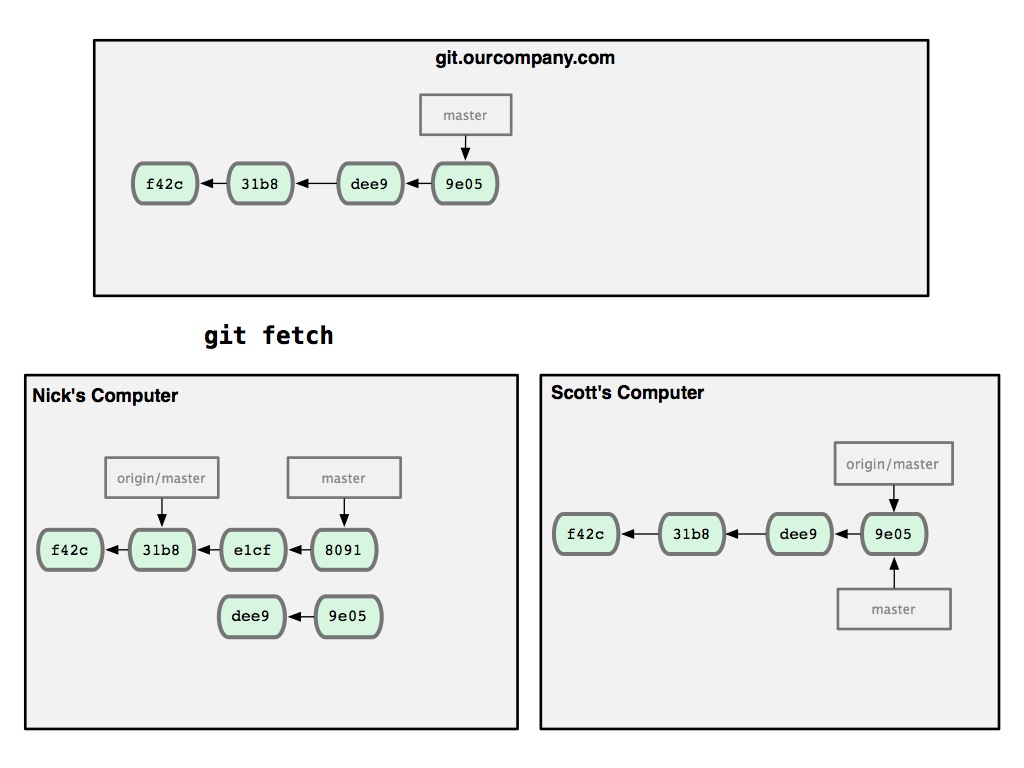 git.ourcompany.com
master
f42c 31b8 dee9 9e05
git fetch
Nick's Computer
origin/master master
f42c 31b8 e1cf 8091
dee9 9e05
Scott's Computer
origin/master
f42c 31b8 dee9 9e05
master